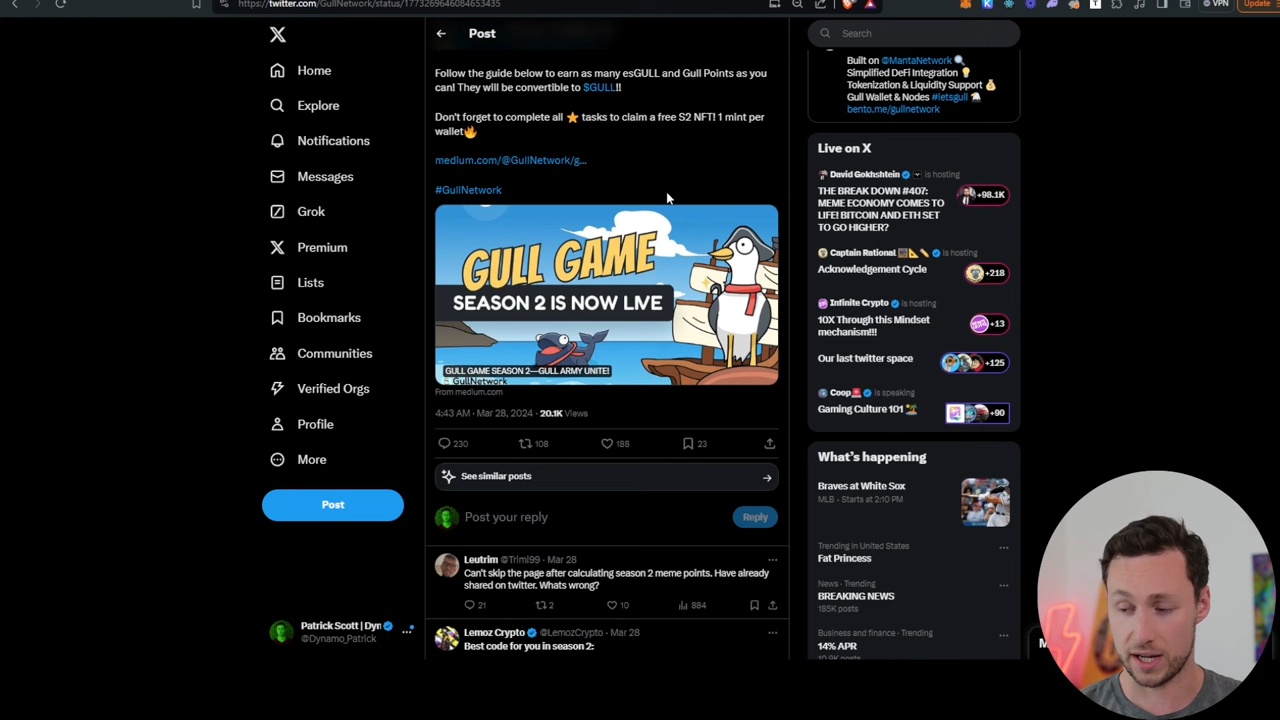 https://twitter.com/GullNetwork/status/1773269646084653435
VPN
Update
Home
Explore
Notifications
Messages
Grok
Premium
Lists
Bookmarks
Communities
Verified Orgs
Profile
More
Post
Patrick Scott | Dyn
@Dynamo_Patrick
Post
Follow the guide below to earn as many esGULL and Gull Points as you
can! They will be convertible to $GULL!!
Don't forget to complete all ⭐ tasks to claim a free S2 NFT! 1 mint per
wallet🔥
medium.com/@GullNetwork/g...
#GullNetwork
GULL GAME
SEASON 2 IS NOW LIVE
GULL GAME SEASON 2—GULL ARMY UNITE!
GullNetwork
From medium.com
4:43 AM · Mar 28, 2024 · 20.1K Views
230 108 188 23
See similar posts
Post your reply
Reply
Leutrim @Trimi99 · Mar 28
Can't skip the page after calculating season 2 meme points. Have already
shared on twitter. Whats wrong?
21 2 10 884
Lemoz Crypto @LemozCrypto · Mar 28
Best code for you in season 2:
Search
Built on @MantaNetwork 🔍
Simplified DeFi Integration 💡
Tokenization & Liquidity Support 💰
Gull Wallet & Nodes #letsgull
bento.me/gullnetwork
Live on X
David Gokhshtein is hosting
THE BREAK DOWN #407:
MEME ECONOMY COMES TO
LIFE! BITCOIN AND ETH SET
TO GO HIGHER?
+98.1K
Captain Rational is hosting
Acknowledgement Cycle
+218
Infinite Crypto is hosting
10X Through this Mindset
mechanism!!!
+13
Our last twitter space
+125
Coop🚨 is speaking
Gaming Culture 101
+90
What's happening
Braves at White Sox
MLB · Starts at 2:10 PM
Trending in United States
Fat Princess
News · Trending
BREAKING NEWS
185K posts
Business and finance · Trending
14% APR
10.9K posts